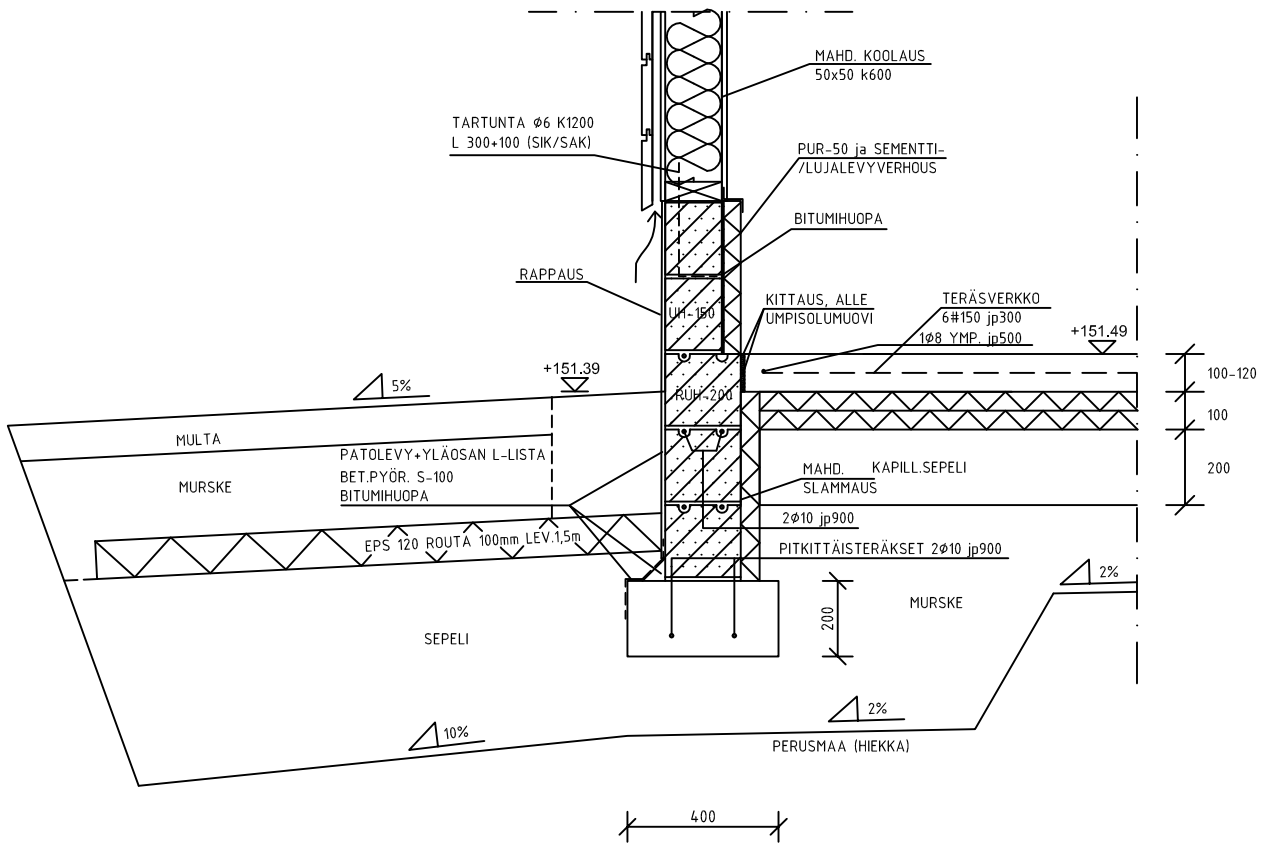 MAHD. KOOLAUS
50x50 k600
TARTUNTA ø6 K1200
L 300+100 (SIK/SAK)
PUR-50 ja SEMENTTI-
/LUJALEVYVERHOUS
BITUMIHUOPA
RAPPAUS
UH-150
KITTAUS, ALLE
UMPISOLUMUOVI
TERÄSVERKKO
6#150 jp300
1ø8 YMP. jp500
+151.49
+151.39
5%
100-120
RUH-200
100
MULTA
PATOLEVY+YLÄOSAN L-LISTA
BET.PYÖR. S-100
BITUMIHUOPA
MURSKE
MAHD.
SLAMMAUS
KAPILL.SEPELI
200
2ø10 jp900
EPS 120 ROUTA 100mm LEV.1,5m
PITKITTÄISTERÄKSET 2ø10 jp900
2%
MURSKE
200
SEPELI
10%
2%
PERUSMAA (HIEKKA)
400